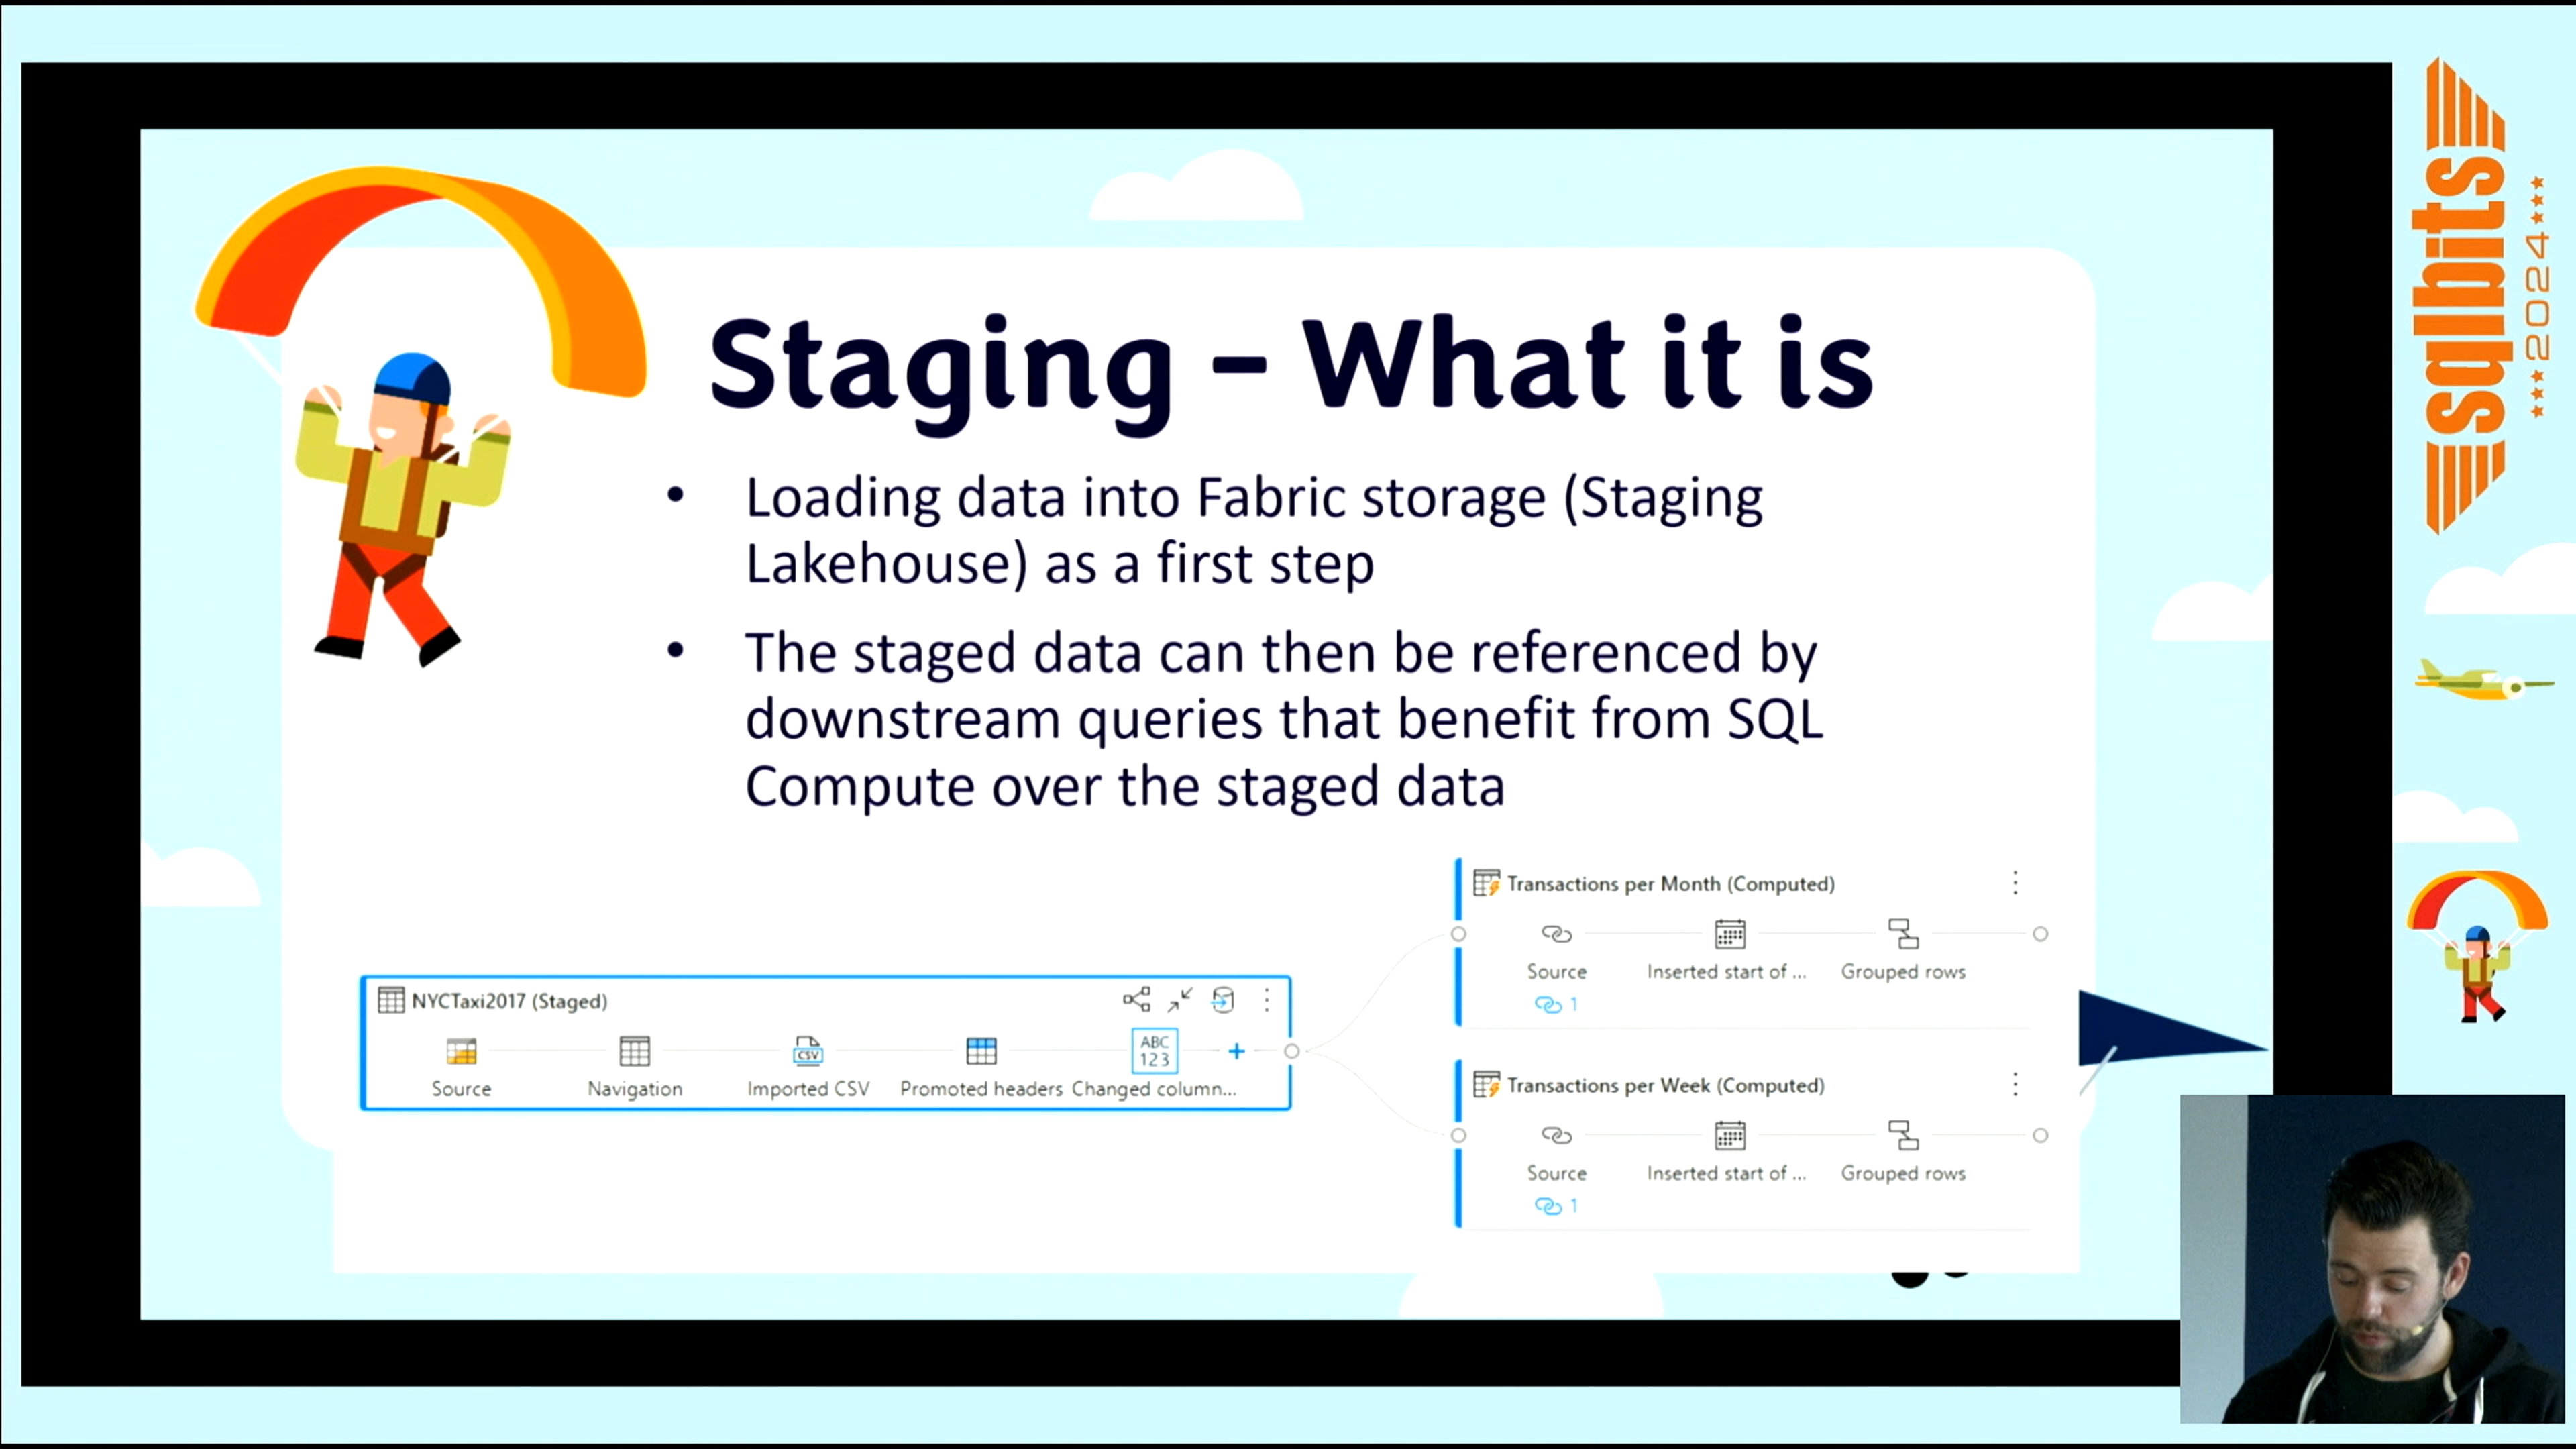 Staging – What it is
• Loading data into Fabric storage (Staging
Lakehouse) as a first step
• The staged data can then be referenced by
downstream queries that benefit from SQL
Compute over the staged data
NYCTaxi2017 (Staged)
Source
Navigation
CSV
Imported CSV
Promoted headers
ABC
123
Changed column...
Transactions per Month (Computed)
Source
Inserted start of ...
Grouped rows
1
Transactions per Week (Computed)
Source
Inserted start of ...
Grouped rows
1
sqlbits
2024